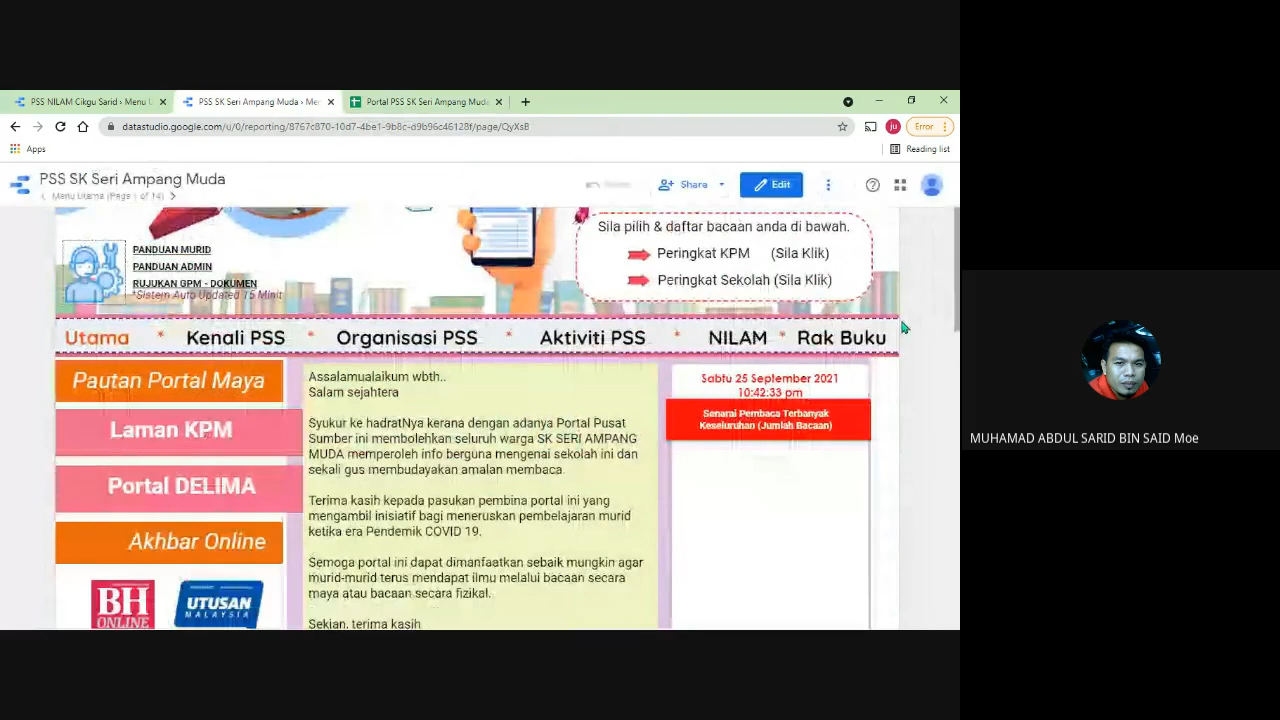 PSS NILAM Cikgu Sarid › Menu U
PSS SK Seri Ampang Muda › Me
Portal PSS SK Seri Ampang Muda
datastudio.google.com/u/0/reporting/8767c870-10d7-4be1-9b8c-d9b96c46128f/page/QyXsB
ju
Error
Apps
Reading list
PSS SK Seri Ampang Muda
Menu Utama (Page 1 of 14)
Share
Edit
Sila pilih & daftar bacaan anda di bawah.
Peringkat KPM (Sila Klik)
Peringkat Sekolah (Sila Klik)
PANDUAN MURID
PANDUAN ADMIN
RUJUKAN GPM - DOKUMEN
*Sistem Auto Updated 15 Minit
Utama * Kenali PSS * Organisasi PSS * Aktiviti PSS * NILAM * Rak Buku
Pautan Portal Maya
Laman KPM
Portal DELIMA
Akhbar Online
BH
ONLINE
UTUSAN
MALAYSIA
Assalamualaikum wbth..
Salam sejahtera
Syukur ke hadratNya kerana dengan adanya Portal Pusat
Sumber ini membolehkan seluruh warga SK SERI AMPANG
MUDA memperoleh info berguna mengenai sekolah ini dan
sekali gus membudayakan amalan membaca.
Terima kasih kepada pasukan pembina portal ini yang
mengambil inisiatif bagi meneruskan pembelajaran murid
ketika era Pendemik COVID 19.
Semoga portal ini dapat dimanfaatkan sebaik mungkin agar
murid-murid terus mendapat ilmu melalui bacaan secara
maya atau bacaan secara fizikal.
Sekian, terima kasih
Sabtu 25 September 2021
10:42:33 pm
Senarai Pembaca Terbanyak
Keseluruhan (Jumlah Bacaan)
MUHAMAD ABDUL SARID BIN SAID Moe